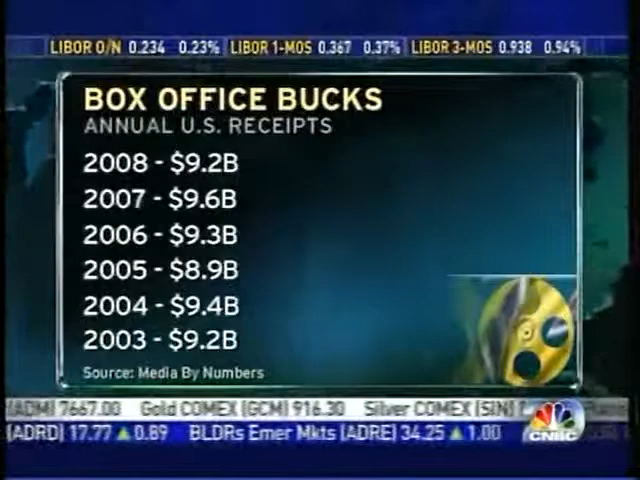 LIBOR O/N 0.234 0.23% LIBOR 1-MOS 0.367 0.37% LIBOR 3-MOS 0.938 0.94%
BOX OFFICE BUCKS
ANNUAL U.S. RECEIPTS
2008 - $9.2B
2007 - $9.6B
2006 - $9.3B
2005 - $8.9B
2004 - $9.4B
2003 - $9.2B
Source: Media By Numbers
7667.00 Gold COMEX (GCM) 916.30 Silver COMEX (SIN)
(ADRD) 17.77 ▲ 0.89 BLDRs Emer Mkts (ADRE) 34.25 ▲ 1.00
CNBC